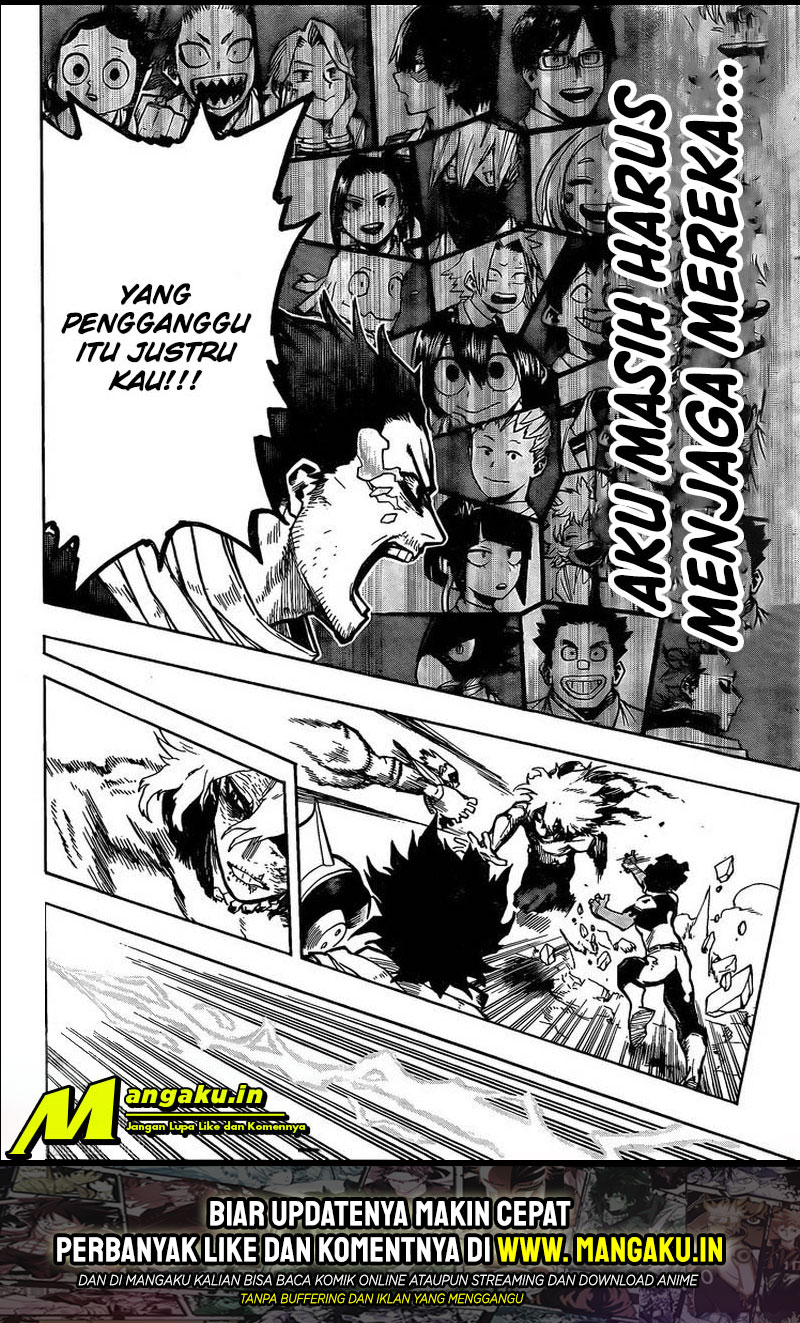 AKU MASIH HARUS
MENJAGA MEREKA...
YANG
PENGGANGGU
ITU JUSTRU
KAU!!!
Mangaku.in
Jangan Lupa Like dan Komennya
BIAR UPDATENYA MAKIN CEPAT
PERBANYAK LIKE DAN KOMENTNYA DI WWW. MANGAKU.IN
DAN DI MANGAKU KALIAN BISA BACA KOMIK ONLINE ATAUPUN STREAMING DAN DOWNLOAD ANIME
TANPA BUFFERING DAN IKLAN YANG MENGGANGU